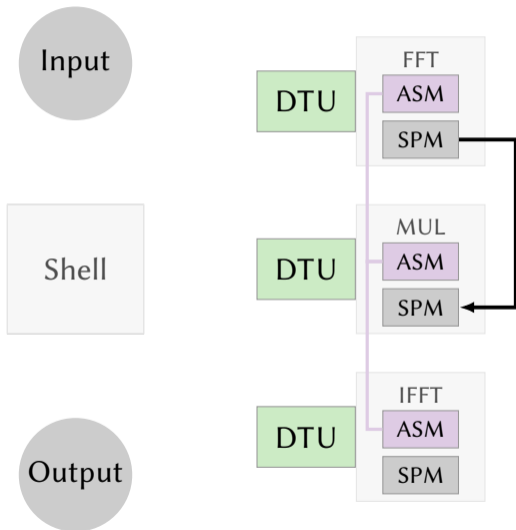 Input
Shell
Output
DTU
FFT
ASM
SPM
DTU
MUL
ASM
SPM
DTU
IFFT
ASM
SPM